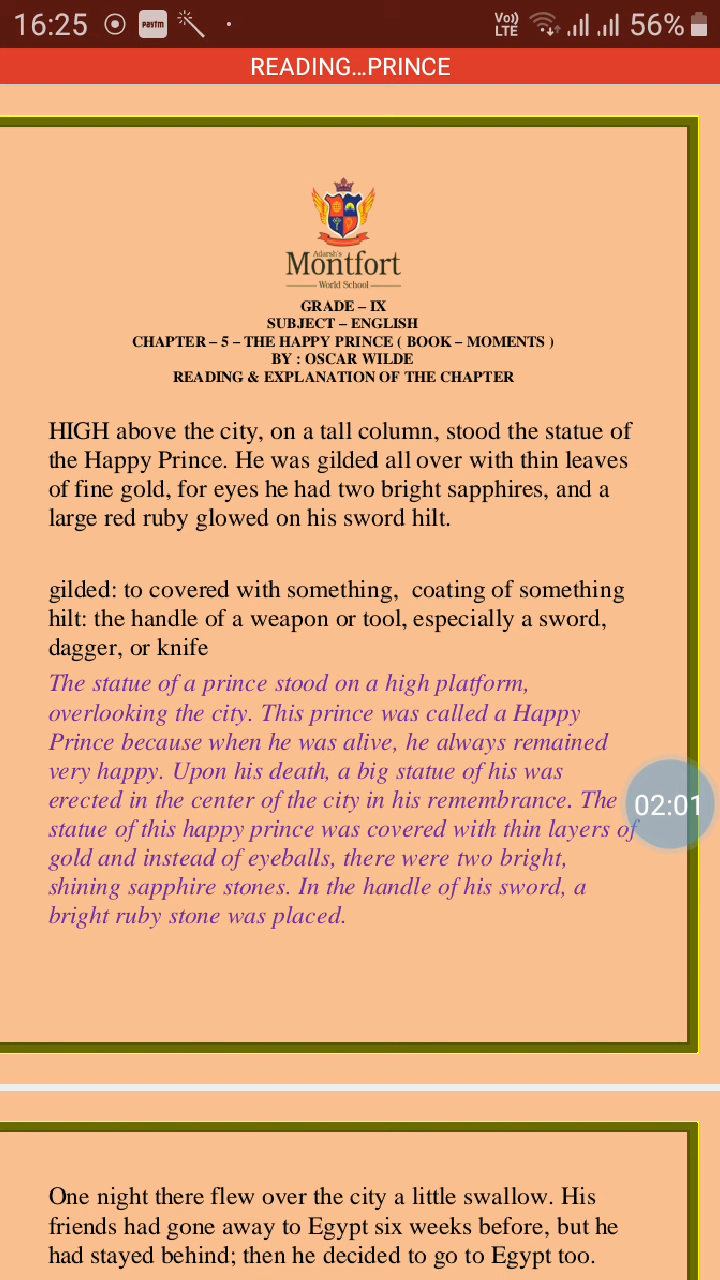 16:25 paytm Vo)) LTE 56%
READING...PRINCE
Adarsh's
Montfort
World School
GRADE – IX
SUBJECT – ENGLISH
CHAPTER – 5 – THE HAPPY PRINCE ( BOOK – MOMENTS )
BY : OSCAR WILDE
READING & EXPLANATION OF THE CHAPTER
HIGH above the city, on a tall column, stood the statue of
the Happy Prince. He was gilded all over with thin leaves
of fine gold, for eyes he had two bright sapphires, and a
large red ruby glowed on his sword hilt.
gilded: to covered with something, coating of something
hilt: the handle of a weapon or tool, especially a sword,
dagger, or knife
The statue of a prince stood on a high platform,
overlooking the city. This prince was called a Happy
Prince because when he was alive, he always remained
very happy. Upon his death, a big statue of his was
erected in the center of the city in his remembrance. The
02:01
statue of this happy prince was covered with thin layers of
gold and instead of eyeballs, there were two bright,
shining sapphire stones. In the handle of his sword, a
bright ruby stone was placed.
One night there flew over the city a little swallow. His
friends had gone away to Egypt six weeks before, but he
had stayed behind; then he decided to go to Egypt too.